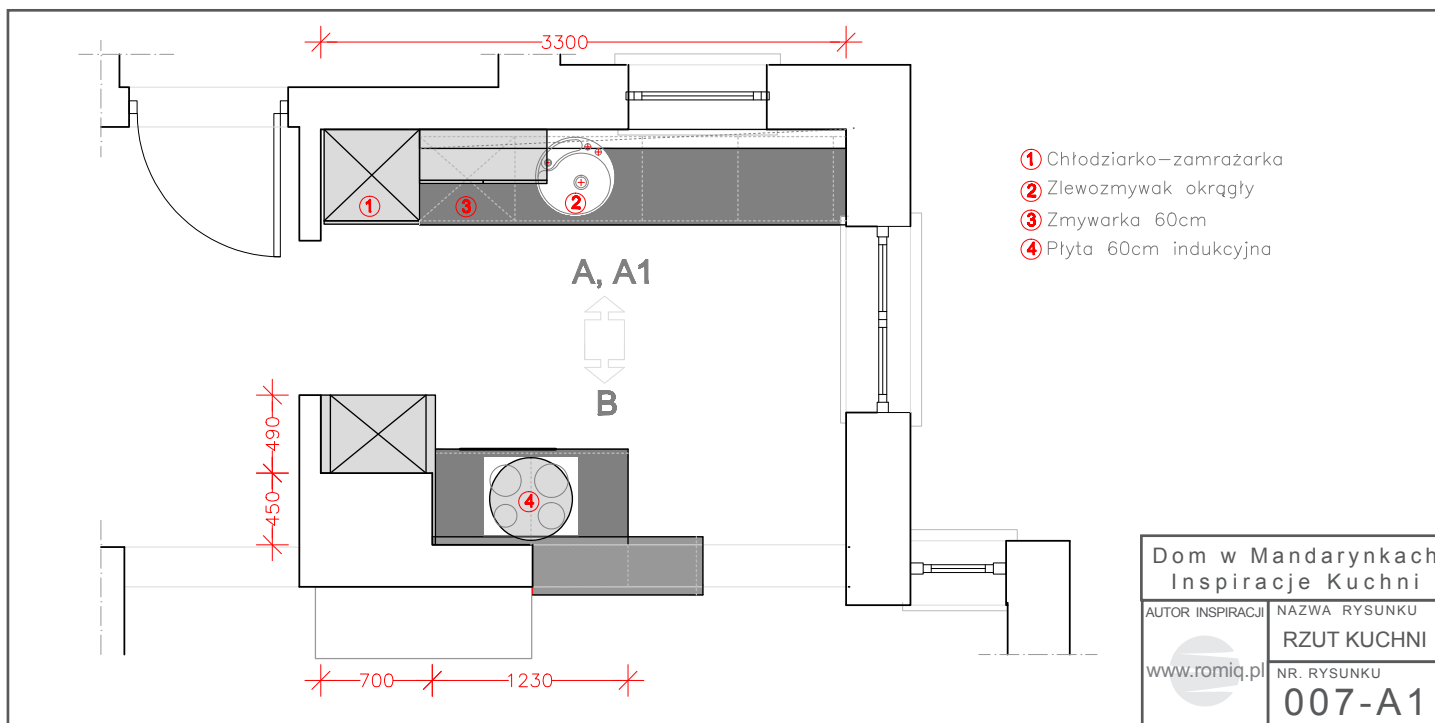 3300
① Chłodziarko–zamrażarka
② Zlewozmywak okrągły
③ Zmywarka 60cm
④ Płyta 60cm indukcyjna
1
3
2
A, A1
B
490
450
4
700
1230
Dom w Mandarynkach
Inspiracje Kuchni
AUTOR INSPIRACJI
www.romiq.pl
NAZWA RYSUNKU
RZUT KUCHNI
NR. RYSUNKU
007-A1